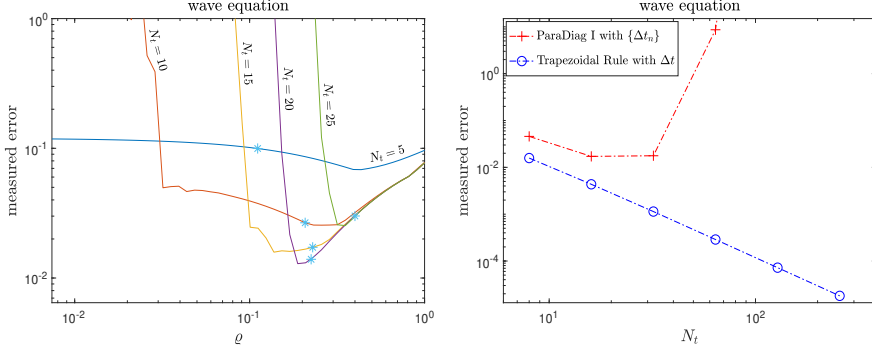 wave equation
measured error
10^0
10^-1
10^-2
N_t = 10
N_t = 15
N_t = 20
N_t = 25
N_t = 5
10^-2
10^-1
10^0
ϱ
wave equation
measured error
10^0
10^-2
10^-4
ParaDiag I with {Δt_n}
Trapezoidal Rule with Δt
10^1
10^2
N_t